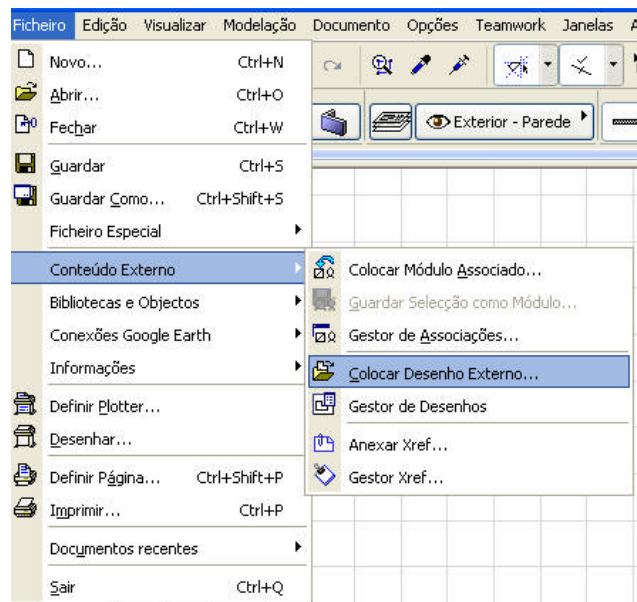 Ficheiro Edição Visualizar Modelação Documento Opções Teamwork Janelas
Novo... Ctrl+N
Abrir... Ctrl+O
Fechar Ctrl+W
Exterior - Parede
Guardar Ctrl+S
Guardar Como... Ctrl+Shift+S
Ficheiro Especial
Conteúdo Externo
Colocar Módulo Associado...
Bibliotecas e Objectos
Guardar Selecção como Módulo...
Conexões Google Earth
Gestor de Associações...
Informações
Colocar Desenho Externo...
Definir Plotter...
Gestor de Desenhos
Desenhar...
Anexar Xref...
Definir Página... Ctrl+Shift+P
Gestor Xref...
Imprimir... Ctrl+P
Documentos recentes
Sair Ctrl+Q